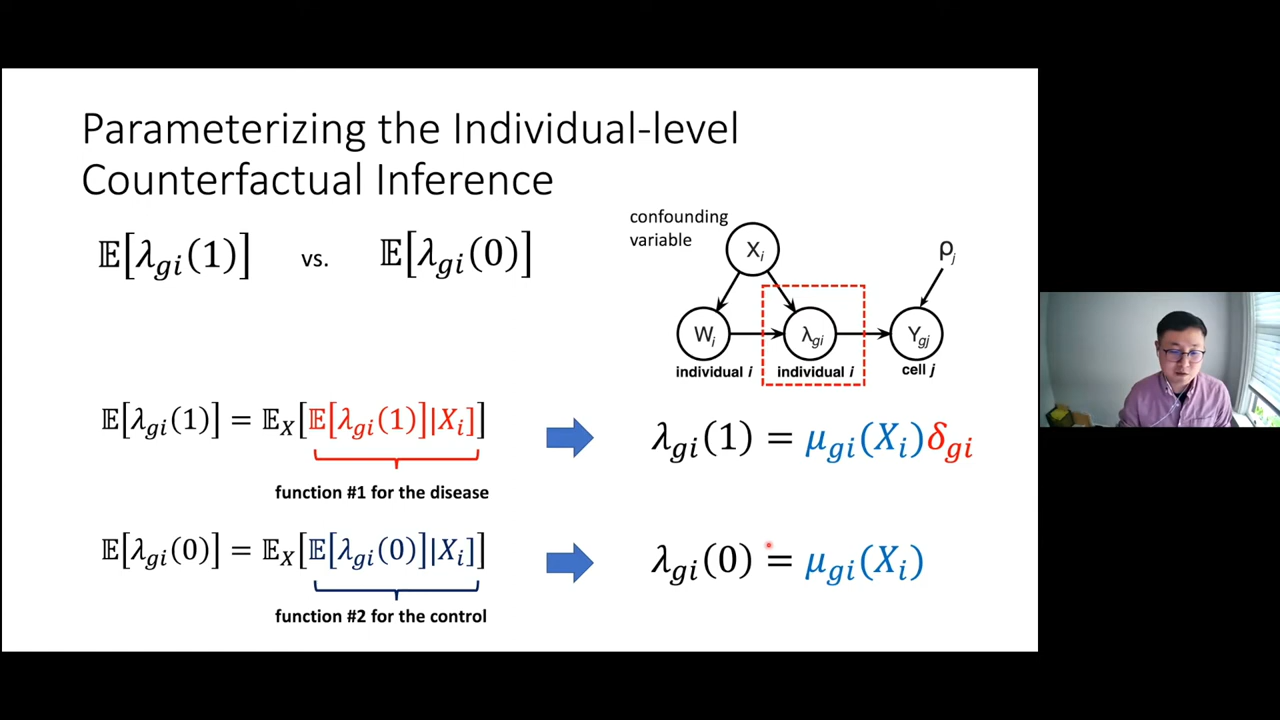 Parameterizing the Individual-level
Counterfactual Inference
𝔼[λ_gi(1)] vs. 𝔼[λ_gi(0)]
confounding
variable
X_i
ρ_j
W_i
λ_gi
Y_gj
individual i
individual i
cell j
𝔼[λ_gi(1)] = 𝔼_X[𝔼[λ_gi(1)]|X_i]
λ_gi(1) = μ_gi(X_i)δ_gi
function #1 for the disease
𝔼[λ_gi(0)] = 𝔼_X[𝔼[λ_gi(0)]|X_i]
λ_gi(0) = μ_gi(X_i)
function #2 for the control